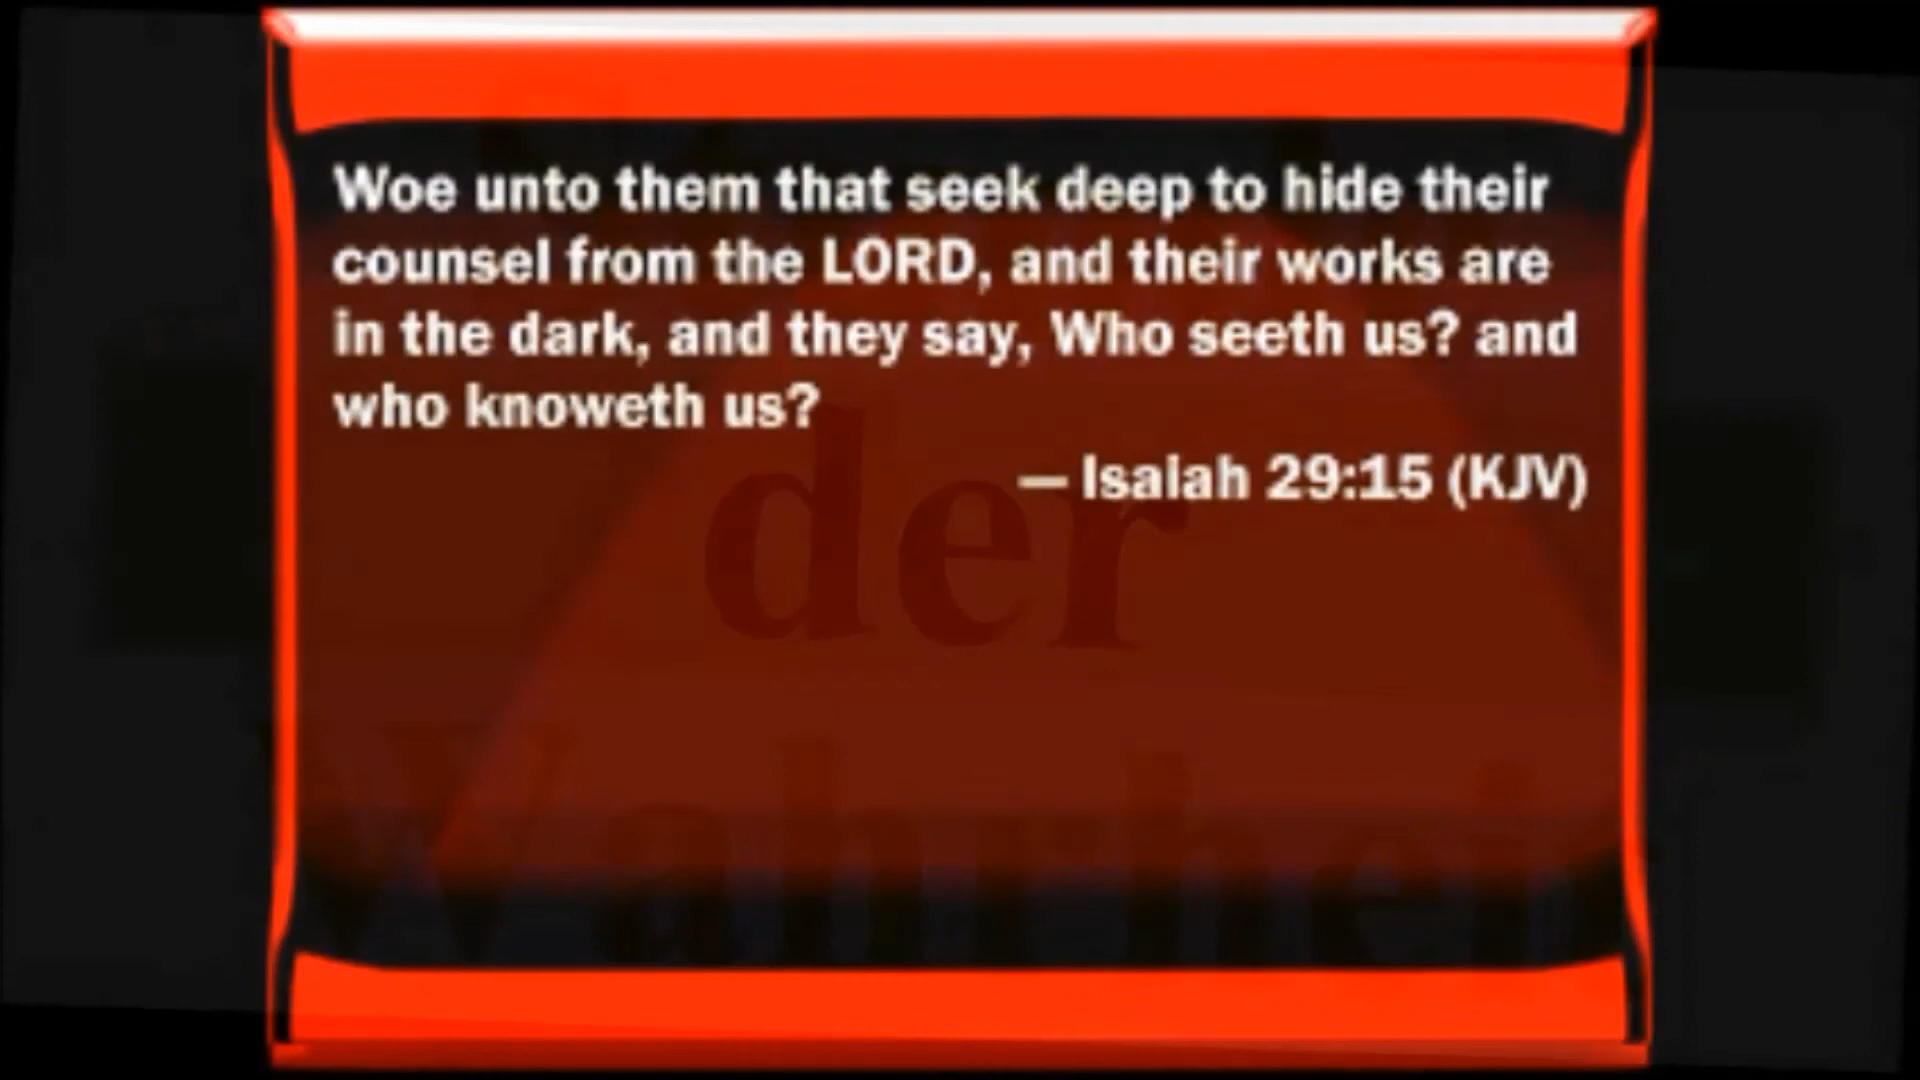 Woe unto them that seek deep to hide their
counsel from the LORD, and their works are
in the dark, and they say, Who seeth us? and
who knoweth us?
— Isaiah 29:15 (KJV)
der